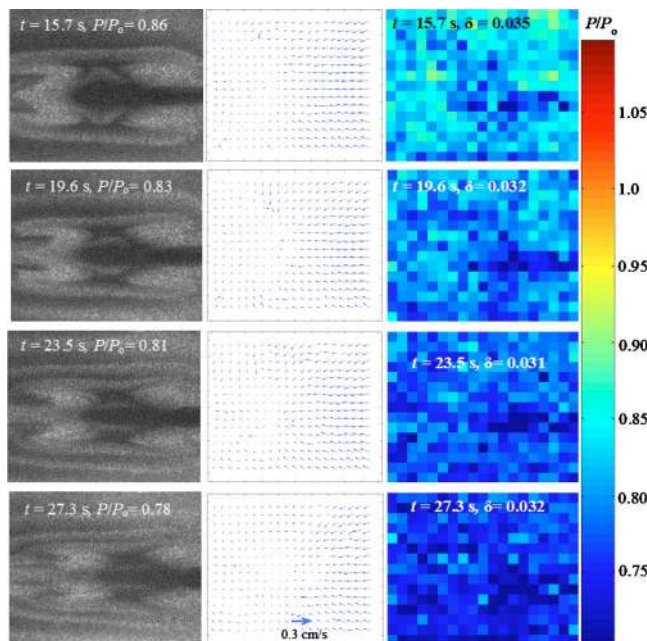 t = 15.7 s, P/Pₒ = 0.86
t = 15.7 s, δ = 0.035
P/Pₒ
1.05
1.0
0.95
0.90
0.85
0.80
0.75
t = 19.6 s, P/Pₒ = 0.83
t = 19.6 s, δ = 0.032
t = 23.5 s, P/Pₒ = 0.81
t = 23.5 s, δ= 0.031
t = 27.3 s, P/Pₒ = 0.78
t = 27.3 s, δ= 0.032
0.3 cm/s